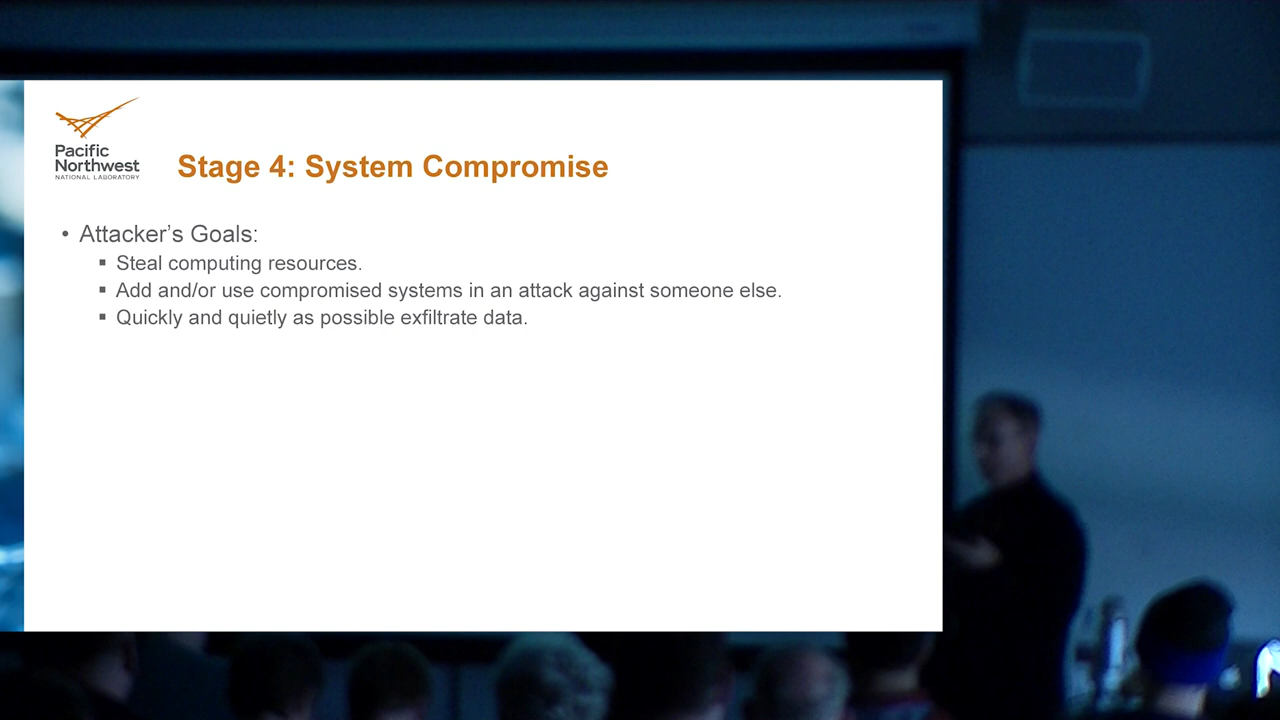 Pacific
Northwest
NATIONAL LABORATORY
Stage 4: System Compromise
• Attacker’s Goals:
▪ Steal computing resources.
▪ Add and/or use compromised systems in an attack against someone else.
▪ Quickly and quietly as possible exfiltrate data.